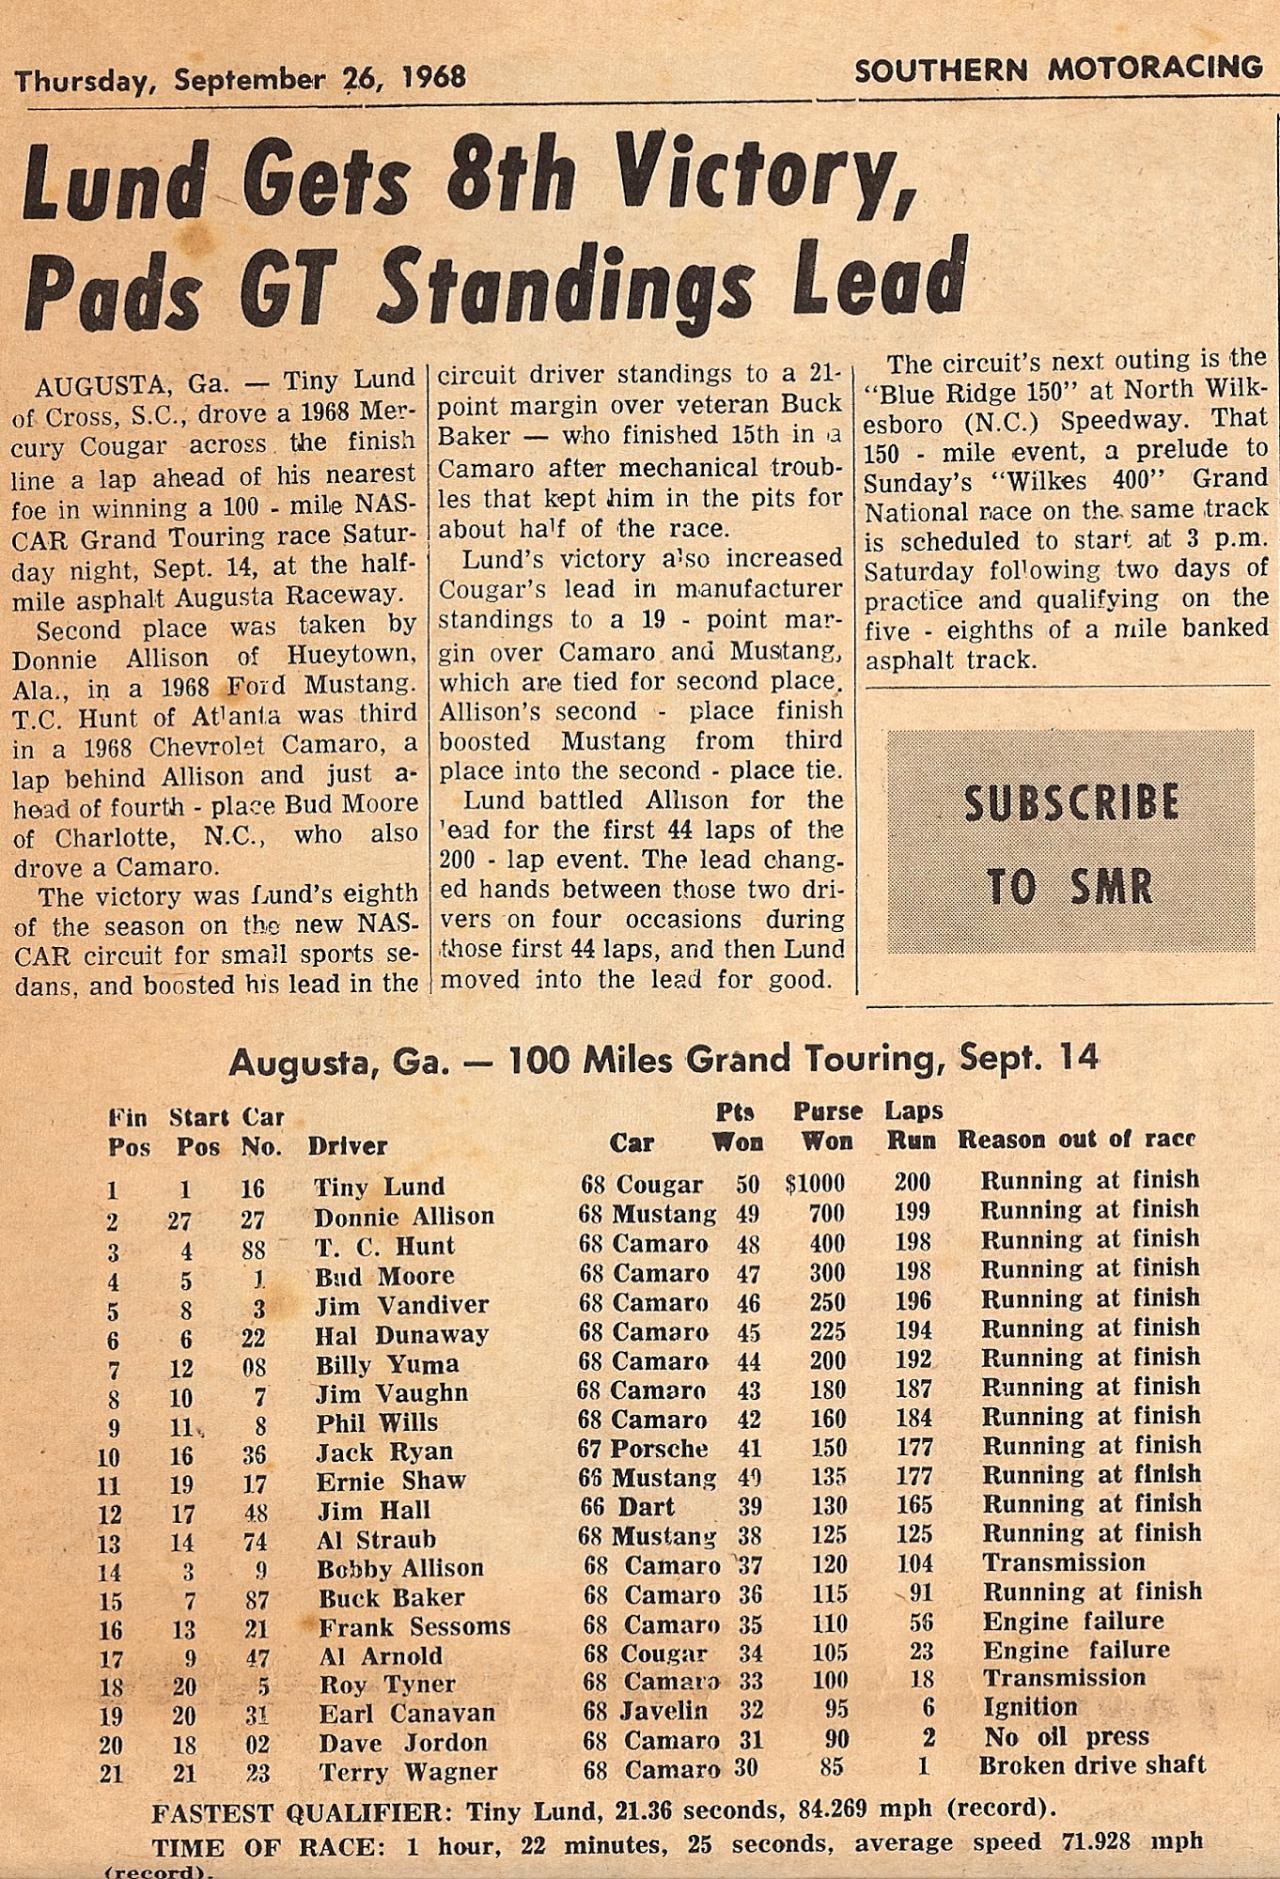 Thursday, September 26, 1968
SOUTHERN MOTORACING
Lund Gets 8th Victory,
Pads GT Standings Lead
AUGUSTA, Ga. — Tiny Lund
of Cross, S.C., drove a 1968 Mer-
cury Cougar across the finish
line a lap ahead of his nearest
foe in winning a 100 - mile NAS-
CAR Grand Touring race Satur-
day night, Sept. 14, at the half-
mile asphalt Augusta Raceway.
Second place was taken by
Donnie Allison of Hueytown,
Ala., in a 1968 Ford Mustang.
T.C. Hunt of Atlanta was third
in a 1968 Chevrolet Camaro, a
lap behind Allison and just a-
head of fourth - place Bud Moore
of Charlotte, N.C., who also
drove a Camaro.
The victory was Lund's eighth
of the season on the new NAS-
CAR circuit for small sports se-
dans, and boosted his lead in the
circuit driver standings to a 21-
point margin over veteran Buck
Baker — who finished 15th in a
Camaro after mechanical troub-
les that kept him in the pits for
about half of the race.
Lund's victory also increased
Cougar's lead in manufacturer
standings to a 19 - point mar-
gin over Camaro and Mustang,
which are tied for second place.
Allison's second - place finish
boosted Mustang from third
place into the second - place tie.
Lund battled Allison for the
lead for the first 44 laps of the
200 - lap event. The lead chang-
ed hands between those two dri-
vers on four occasions during
those first 44 laps, and then Lund
moved into the lead for good.
The circuit's next outing is the
"Blue Ridge 150" at North Wilk-
esboro (N.C.) Speedway. That
150 - mile event, a prelude to
Sunday's "Wilkes 400" Grand
National race on the same track
is scheduled to start at 3 p.m.
Saturday following two days of
practice and qualifying on the
five - eighths of a mile banked
asphalt track.
SUBSCRIBE
TO SMR
Augusta, Ga. — 100 Miles Grand Touring, Sept. 14
Fin Start Car Pts Purse Laps
Pos Pos No. Driver Car Won Won Run Reason out of race
1 1 16 Tiny Lund 68 Cougar 50 $1000 200 Running at finish
2 27 27 Donnie Allison 68 Mustang 49 700 199 Running at finish
3 4 88 T. C. Hunt 68 Camaro 48 400 198 Running at finish
4 5 1 Bud Moore 68 Camaro 47 300 198 Running at finish
5 8 3 Jim Vandiver 68 Camaro 46 250 196 Running at finish
6 6 22 Hal Dunaway 68 Camaro 45 225 194 Running at finish
7 12 08 Billy Yuma 68 Camaro 44 200 192 Running at finish
8 10 7 Jim Vaughn 68 Camaro 43 180 187 Running at finish
9 11 8 Phil Wills 68 Camaro 42 160 184 Running at finish
10 16 36 Jack Ryan 67 Porsche 41 150 177 Running at finish
11 19 17 Ernie Shaw 66 Mustang 40 135 177 Running at finish
12 17 48 Jim Hall 66 Dart 39 130 165 Running at finish
13 14 74 Al Straub 68 Mustang 38 125 125 Running at finish
14 3 9 Bobby Allison 68 Camaro 37 120 104 Transmission
15 7 87 Buck Baker 68 Camaro 36 115 91 Running at finish
16 13 21 Frank Sessoms 68 Camaro 35 110 56 Engine failure
17 9 47 Al Arnold 68 Cougar 34 105 23 Engine failure
18 20 5 Roy Tyner 68 Camaro 33 100 18 Transmission
19 20 31 Earl Canavan 68 Javelin 32 95 6 Ignition
20 18 02 Dave Jordon 68 Camaro 31 90 2 No oil press
21 21 23 Terry Wagner 68 Camaro 30 85 1 Broken drive shaft
FASTEST QUALIFIER: Tiny Lund, 21.36 seconds, 84.269 mph (record).
TIME OF RACE: 1 hour, 22 minutes, 25 seconds, average speed 71.928 mph
(record).